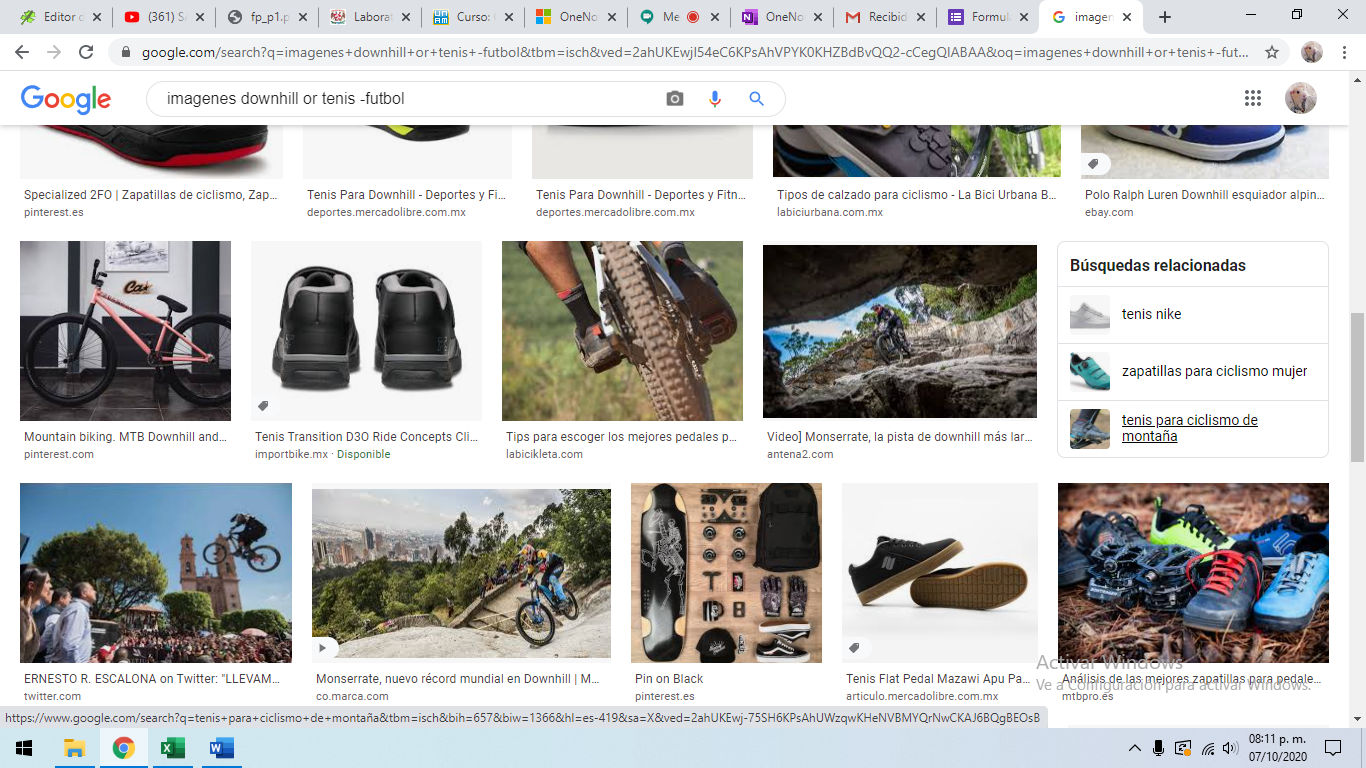 Editor d
(361) S
fp_p1.p
Laborat
Curso: 
OneNo
Me
OneNo
Recibid
Formul
imagen
google.com/search?q=imagenes+downhill+or+tenis+-futbol&tbm=isch&ved=2ahUKEwjI54eC6KPsAhVPYK0KHZBdBvQQ2-cCegQIABAA&oq=imagenes+downhill+or+tenis+-fut...
Google
imagenes downhill or tenis -futbol
Specialized 2FO | Zapatillas de ciclismo, Zap...
pinterest.es
Tenis Para Downhill - Deportes y Fi...
deportes.mercadolibre.com.mx
Tenis Para Downhill - Deportes y Fitn...
deportes.mercadolibre.com.mx
Tipos de calzado para ciclismo - La Bici Urbana B...
labiciurbana.com.mx
Polo Ralph Luren Downhill esquiador alpin...
ebay.com
Mountain biking. MTB Downhill and...
pinterest.com
Tenis Transition D3O Ride Concepts Cli...
importbike.mx · Disponible
Tips para escoger los mejores pedales p...
labicikleta.com
Video] Monserrate, la pista de downhill más lar...
antena2.com
Búsquedas relacionadas
tenis nike
zapatillas para ciclismo mujer
tenis para ciclismo de
montaña
ERNESTO R. ESCALONA on Twitter: "LLEVAM...
twitter.com
Monserrate, nuevo récord mundial en Downhill | M...
co.marca.com
Pin on Black
pinterest.es
Tenis Flat Pedal Mazawi Apu Pa...
articulo.mercadolibre.com.mx
Análisis de las mejores zapatillas para pedale...
mtbpro.es
Activar Windows
Ve a Configuración para activar Windows.
https://www.google.com/search?q=tenis+para+ciclismo+de+montaña&tbm=isch&bih=657&biw=1366&hl=es-419&sa=X&ved=2ahUKEwj-75SH6KPsAhUWzqwKHeNVBMYQrNwCKAJ6BQgBEOsB
08:11 p. m.
07/10/2020